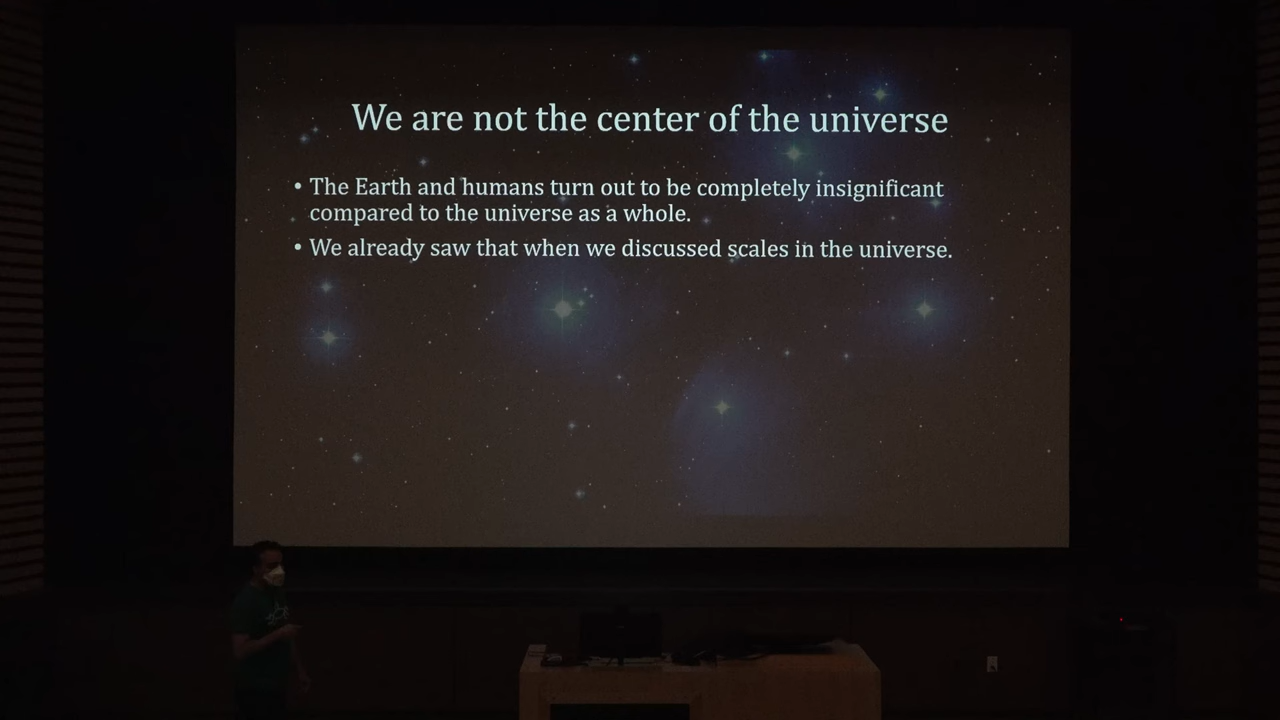 We are not the center of the universe
• The Earth and humans turn out to be completely insignificant
compared to the universe as a whole.
• We already saw that when we discussed scales in the universe.